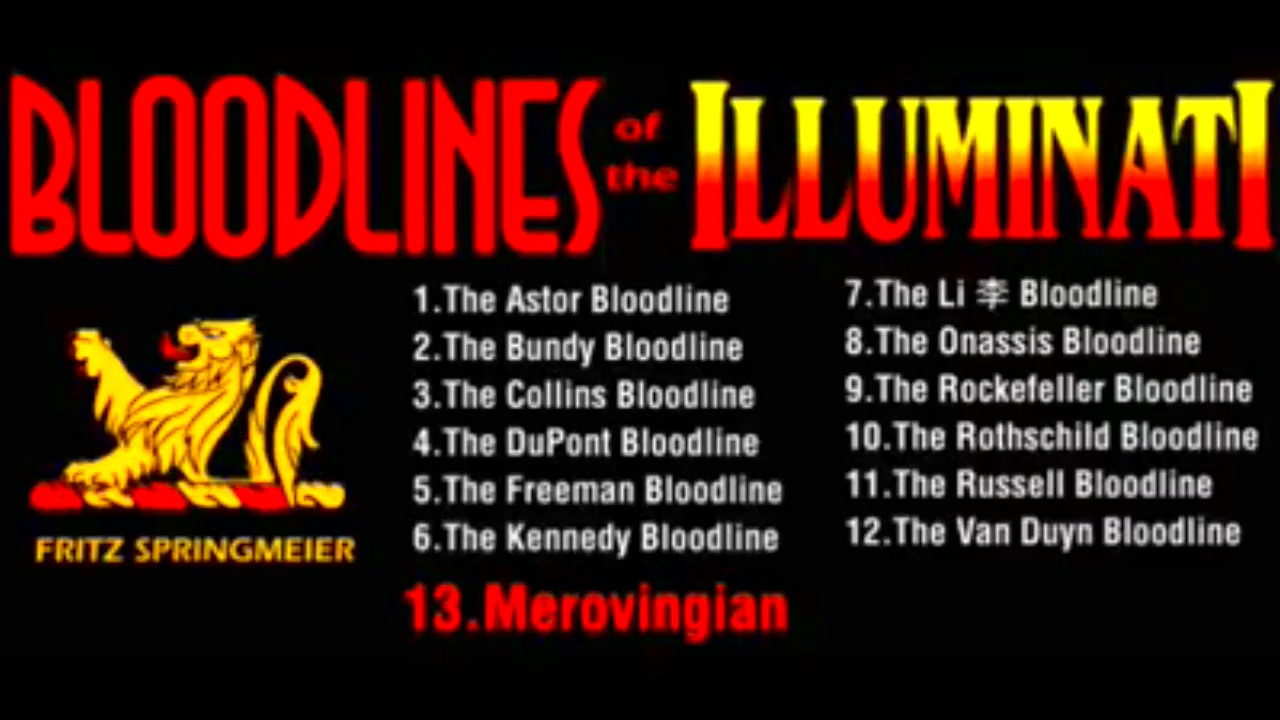 BLOODLINES of the ILLUMINATI
1.The Astor Bloodline
2.The Bundy Bloodline
3.The Collins Bloodline
4.The DuPont Bloodline
5.The Freeman Bloodline
6.The Kennedy Bloodline
7.The Li 李 Bloodline
8.The Onassis Bloodline
9.The Rockefeller Bloodline
10.The Rothschild Bloodline
11.The Russell Bloodline
12.The Van Duyn Bloodline
13.Merovingian
FRITZ SPRINGMEIER